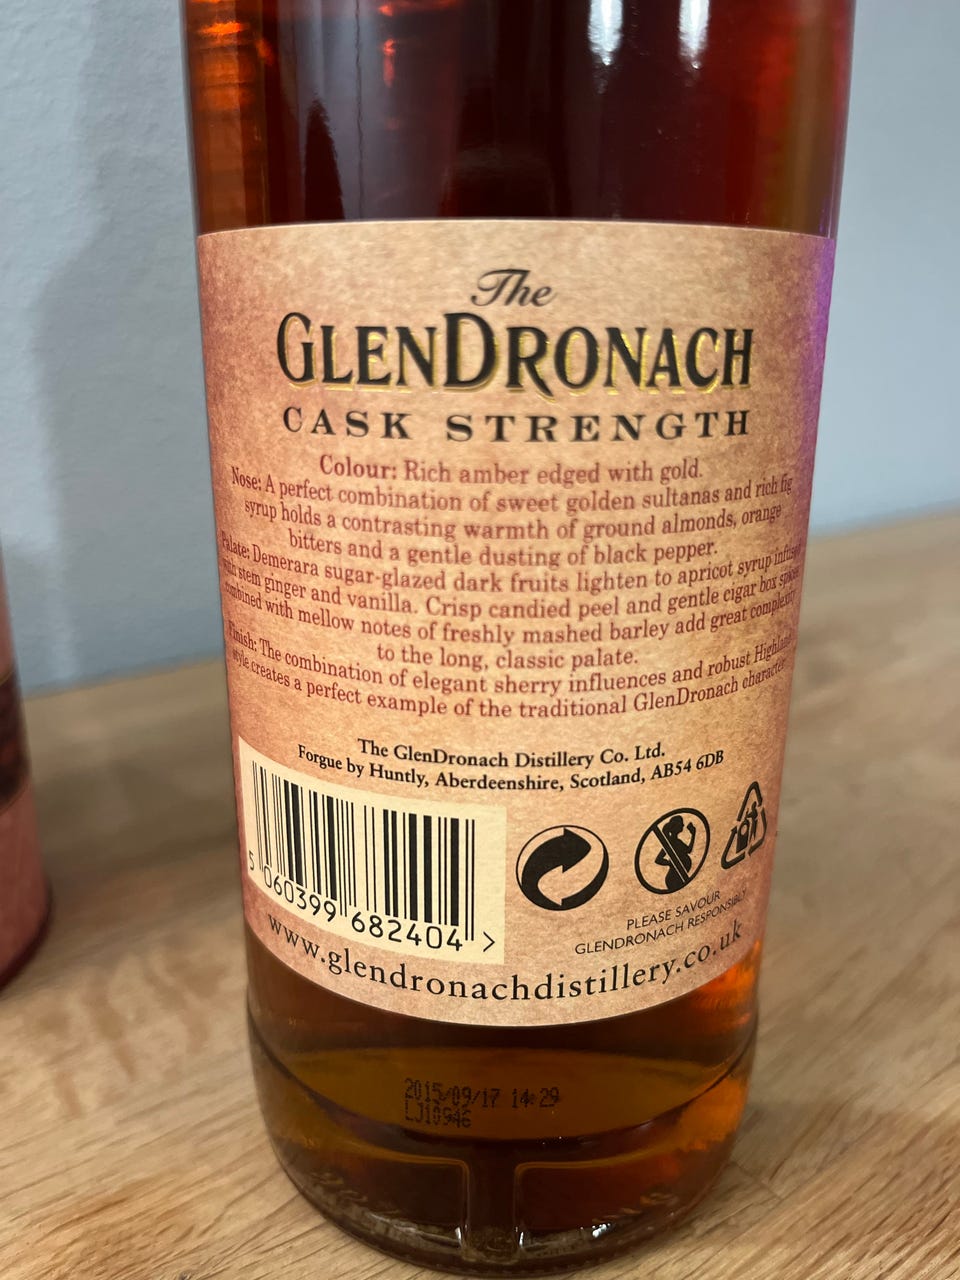 The
GLENDRONACH
CASK STRENGTH
Colour: Rich amber edged with gold.
Nose: A perfect combination of sweet golden sultanas and rich fig
syrup holds a contrasting warmth of ground almonds, orange
bitters and a gentle dusting of black pepper.
Palate: Demerara sugar-glazed dark fruits lighten to apricot syrup infused
with stem ginger and vanilla. Crisp candied peel and gentle cigar box spices
combined with mellow notes of freshly mashed barley add great complexity
to the long, classic palate.
Finish: The combination of elegant sherry influences and robust Highland
style creates a perfect example of the traditional GlenDronach character.
The GlenDronach Distillery Co. Ltd.
Forgue by Huntly, Aberdeenshire, Scotland, AB54 6DB
5 060399 682404 >
PLEASE SAVOUR
GLENDRONACH RESPONSIBLY
www.glendronachdistillery.co.uk
2015/09/17 14:29
LJ10946